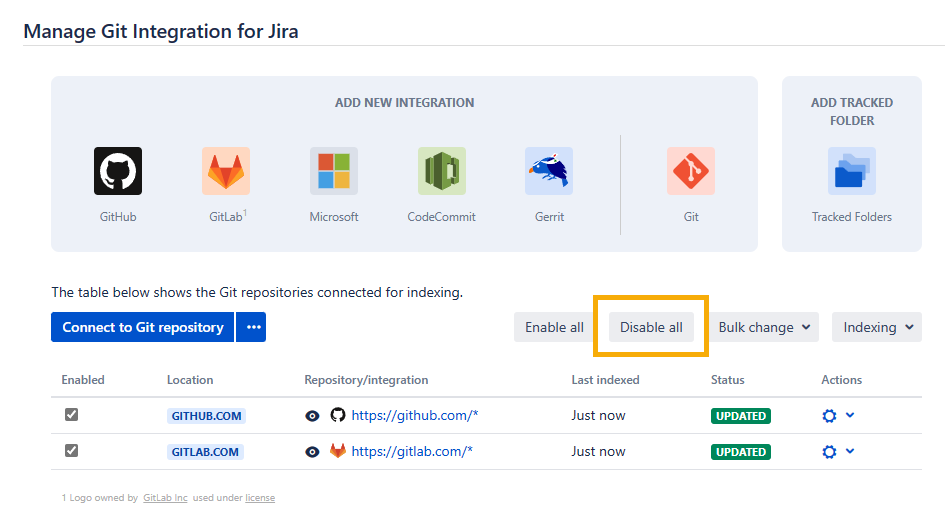 Manage Git Integration for Jira
ADD NEW INTEGRATION
GitHub
GitLab1
Microsoft
CodeCommit
Gerrit
Git
ADD TRACKED
FOLDER
Tracked Folders
The table below shows the Git repositories connected for indexing.
Connect to Git repository ••• Enable all Disable all Bulk change Indexing
Enabled Location Repository/integration Last indexed Status Actions
GITHUB.COM https://github.com/* Just now UPDATED
GITLAB.COM https://gitlab.com/* Just now UPDATED
1 Logo owned by GitLab Inc used under license